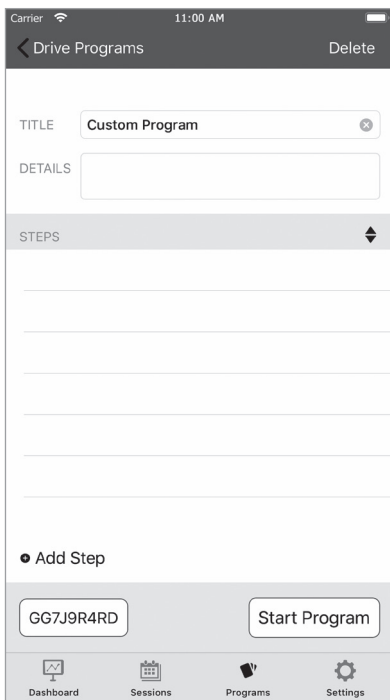 Carrier 11:00 AM
Drive Programs Delete
TITLE Custom Program
DETAILS
STEPS
Add Step
GG7J9R4RD Start Program
Dashboard Sessions Programs Settings